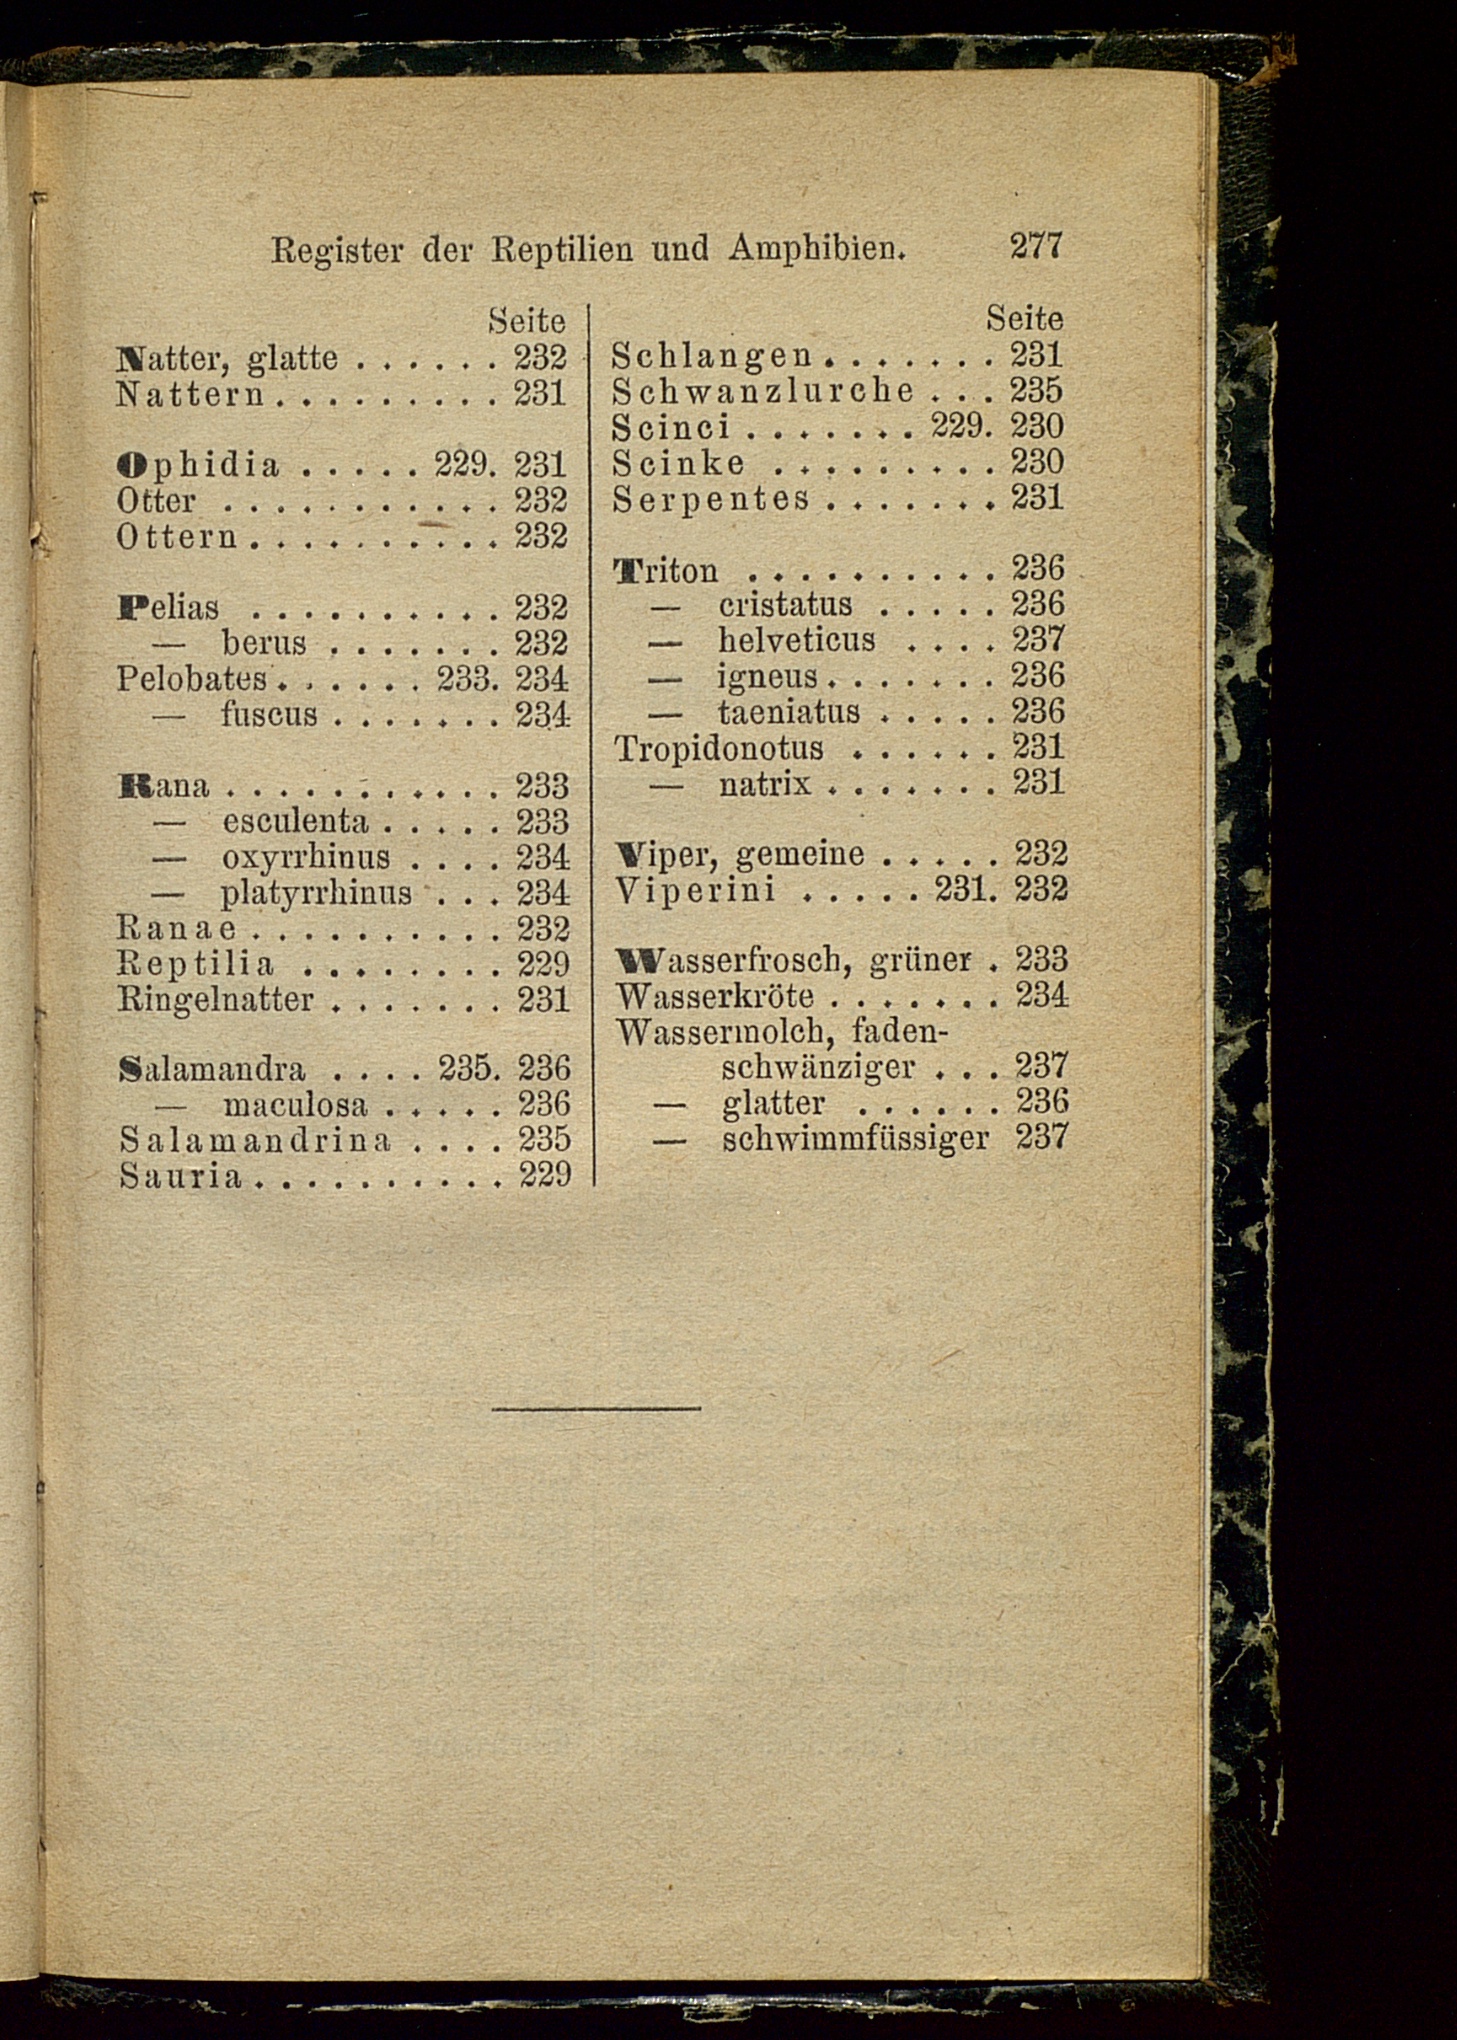 Register der Reptilien und Amphibien. 277
Seite
Natter, glatte . . . . . . 232
Nattern . . . . . . . . . 231
Ophidia . . . . . 229. 231
Otter . . . . . . . . . . . 232
Ottern . . . . . . . . . . 232
Pelias . . . . . . . . . . 232
— berus . . . . . . . 232
Pelobates . . . . . . 233. 234
— fuscus . . . . . . . 234
Rana . . . . . . . . . . . 233
— esculenta . . . . . 233
— oxyrrhinus . . . . 234
— platyrrhinus . . . 234
Ranae . . . . . . . . . . 232
Reptilia . . . . . . . . 229
Ringelnatter . . . . . . . 231
Salamandra . . . . 235. 236
— maculosa . . . . . 236
Salamandrina . . . . 235
Sauria . . . . . . . . . . 229
Seite
Schlangen . . . . . . . 231
Schwanzlurche . . . 235
Scinci . . . . . . . 229. 230
Scinke . . . . . . . . . 230
Serpentes . . . . . . . 231
Triton . . . . . . . . . . 236
— cristatus . . . . . 236
— helveticus . . . . 237
— igneus . . . . . . . 236
— taeniatus . . . . . 236
Tropidonotus . . . . . . 231
— natrix . . . . . . . 231
Viper, gemeine . . . . . 232
Viperini . . . . . 231. 232
Wasserfrosch, grüner . 233
Wasserkröte . . . . . . . 234
Wassermolch, faden-
schwänziger . . . 237
— glatter . . . . . . 236
— schwimmfüssiger 237